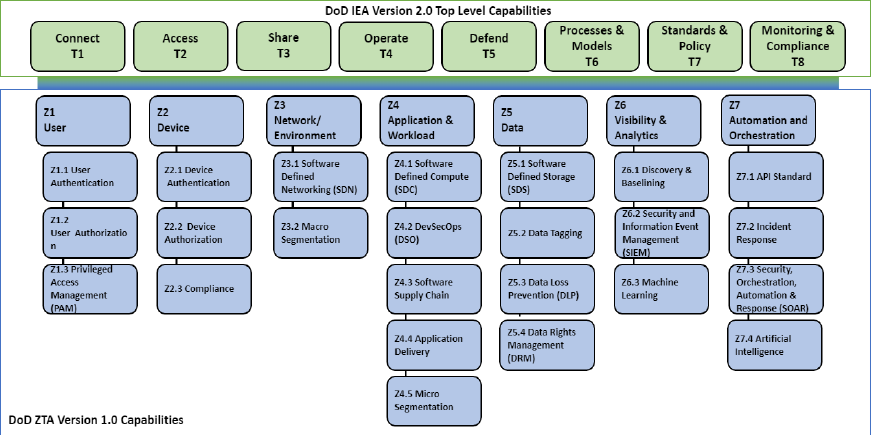 DoD IEA Version 2.0 Top Level Capabilities
Connect
T1
Access
T2
Share
T3
Operate
T4
Defend
T5
Processes &
Models
T6
Standards &
Policy
T7
Monitoring &
Compliance
T8
Z1
User
Z1.1 User
Authentication
Z1.2
User Authorizatio
n
Z1.3 Privileged
Access
Management
(PAM)
Z2
Device
Z2.1 Device
Authentication
Z2.2 Device
Authorization
Z2.3 Compliance
Z3
Network/
Environment
Z3.1 Software
Defined
Networking (SDN)
Z3.2 Macro
Segmentation
Z4
Application &
Workload
Z4.1 Software
Defined Compute
(SDC)
Z4.2 DevSecOps
(DSO)
Z4.3 Software
Supply Chain
Z4.4 Application
Delivery
Z4.5 Micro
Segmentation
Z5
Data
Z5.1 Software
Defined Storage
(SDS)
Z5.2 Data Tagging
Z5.3 Data Loss
Prevention (DLP)
Z5.4 Data Rights
Management
(DRM)
Z6
Visibility &
Analytics
Z6.1 Discovery &
Baselining
Z6.2 Security and
Information Event
Management
(SIEM)
Z6.3 Machine
Learning
Z7
Automation and
Orchestration
Z7.1 API Standard
Z7.2 Incident
Response
Z7.3 Security,
Orchestration,
Automation &
Response (SOAR)
Z7.4 Artificial
Intelligence
DoD ZTA Version 1.0 Capabilities